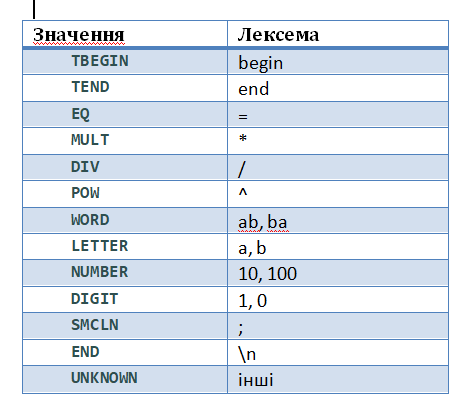 Значення Лексема
TBEGIN begin
TEND end
EQ =
MULT *
DIV /
POW ^
WORD ab, ba
LETTER a, b
NUMBER 10, 100
DIGIT 1, 0
SMCLN ;
END \n
UNKNOWN інші